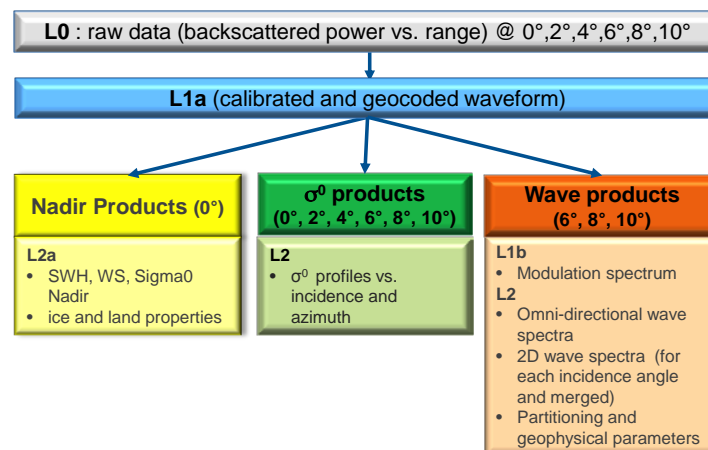 L0 : raw data (backscattered power vs. range) @ 0°,2°,4°,6°,8°,10°
L1a (calibrated and geocoded waveform)
Nadir Products (0°)
L2a
• SWH, WS, Sigma0
Nadir
• ice and land properties
σ⁰ products
(0°, 2°, 4°, 6°, 8°, 10°)
L2
• σ⁰ profiles vs.
incidence and
azimuth
Wave products
(6°, 8°, 10°)
L1b
• Modulation spectrum
L2
• Omni-directional wave
spectra
• 2D wave spectra (for
each incidence angle
and merged)
• Partitioning and
geophysical parameters